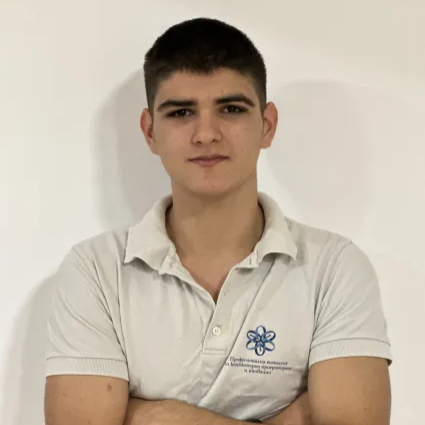 Професионална гимназия
по компютърно програмиране
и иновации